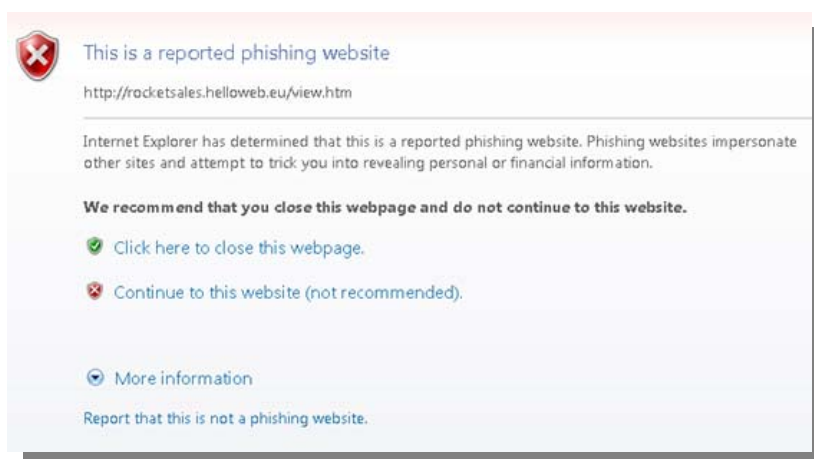 This is a reported phishing website
http://rocketsales.helloweb.eu/view.htm
Internet Explorer has determined that this is a reported phishing website. Phishing websites impersonate
other sites and attempt to trick you into revealing personal or financial information.
We recommend that you close this webpage and do not continue to this website.
Click here to close this webpage.
Continue to this website (not recommended).
More information
Report that this is not a phishing website.